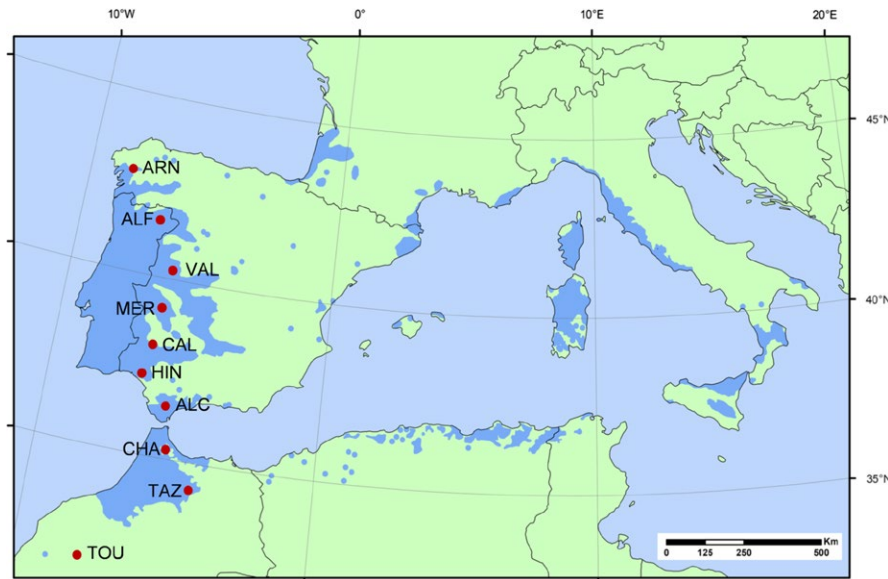 10°W 0° 10°E 20°E
45°N
ARN
ALF
VAL
40°N
MER
CAL
HIN
ALC
CHA
35°N
TAZ
Km
0 125 250 500
TOU